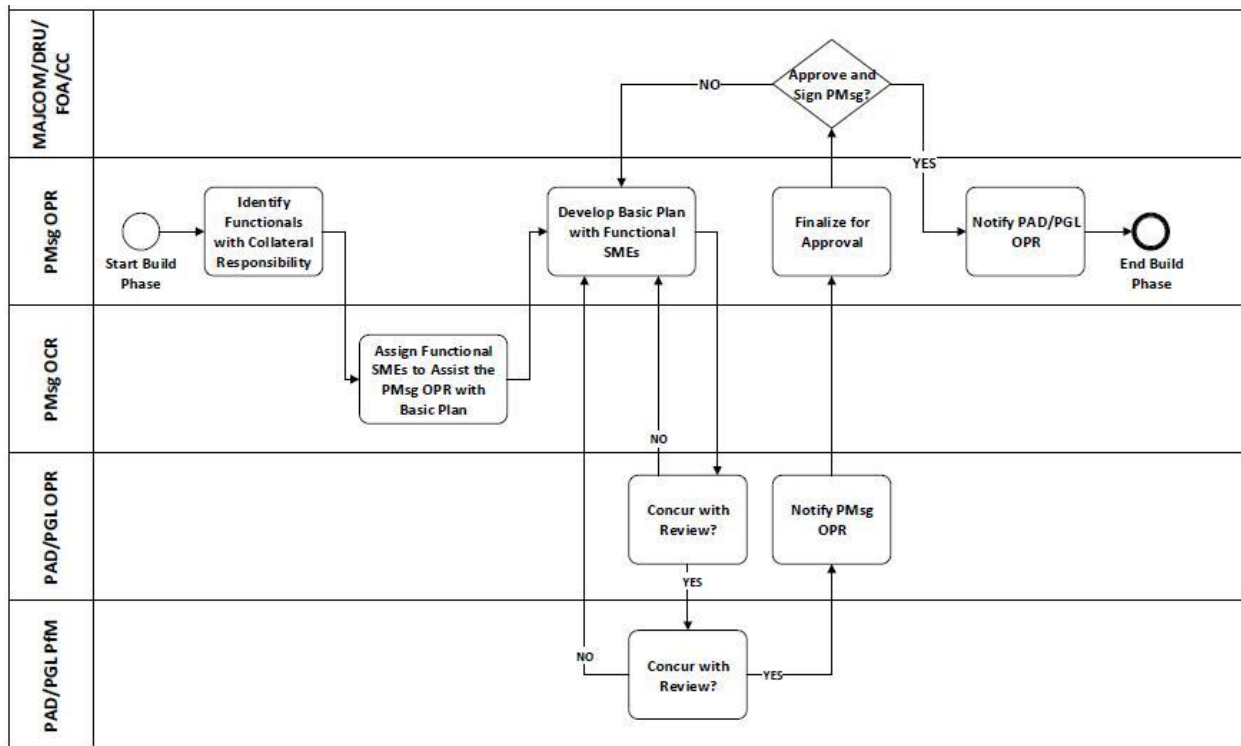 MAJCOM/DRU/
FOA/CC
Approve and
Sign PMsg?
NO
YES
PMsg OPR
Start Build
Phase
Identify
Functionals
with Collateral
Responsibility
Develop Basic Plan
with Functional
SMEs
Finalize for
Approval
Notify PAD/PGL
OPR
End Build
Phase
PMsg OCR
Assign Functional
SMEs to Assist the
PMsg OPR with
Basic Plan
NO
PAD/PGL OPR
Concur with
Review?
Notify PMsg
OPR
YES
PAD/PGL PfM
NO
Concur with
Review?
YES